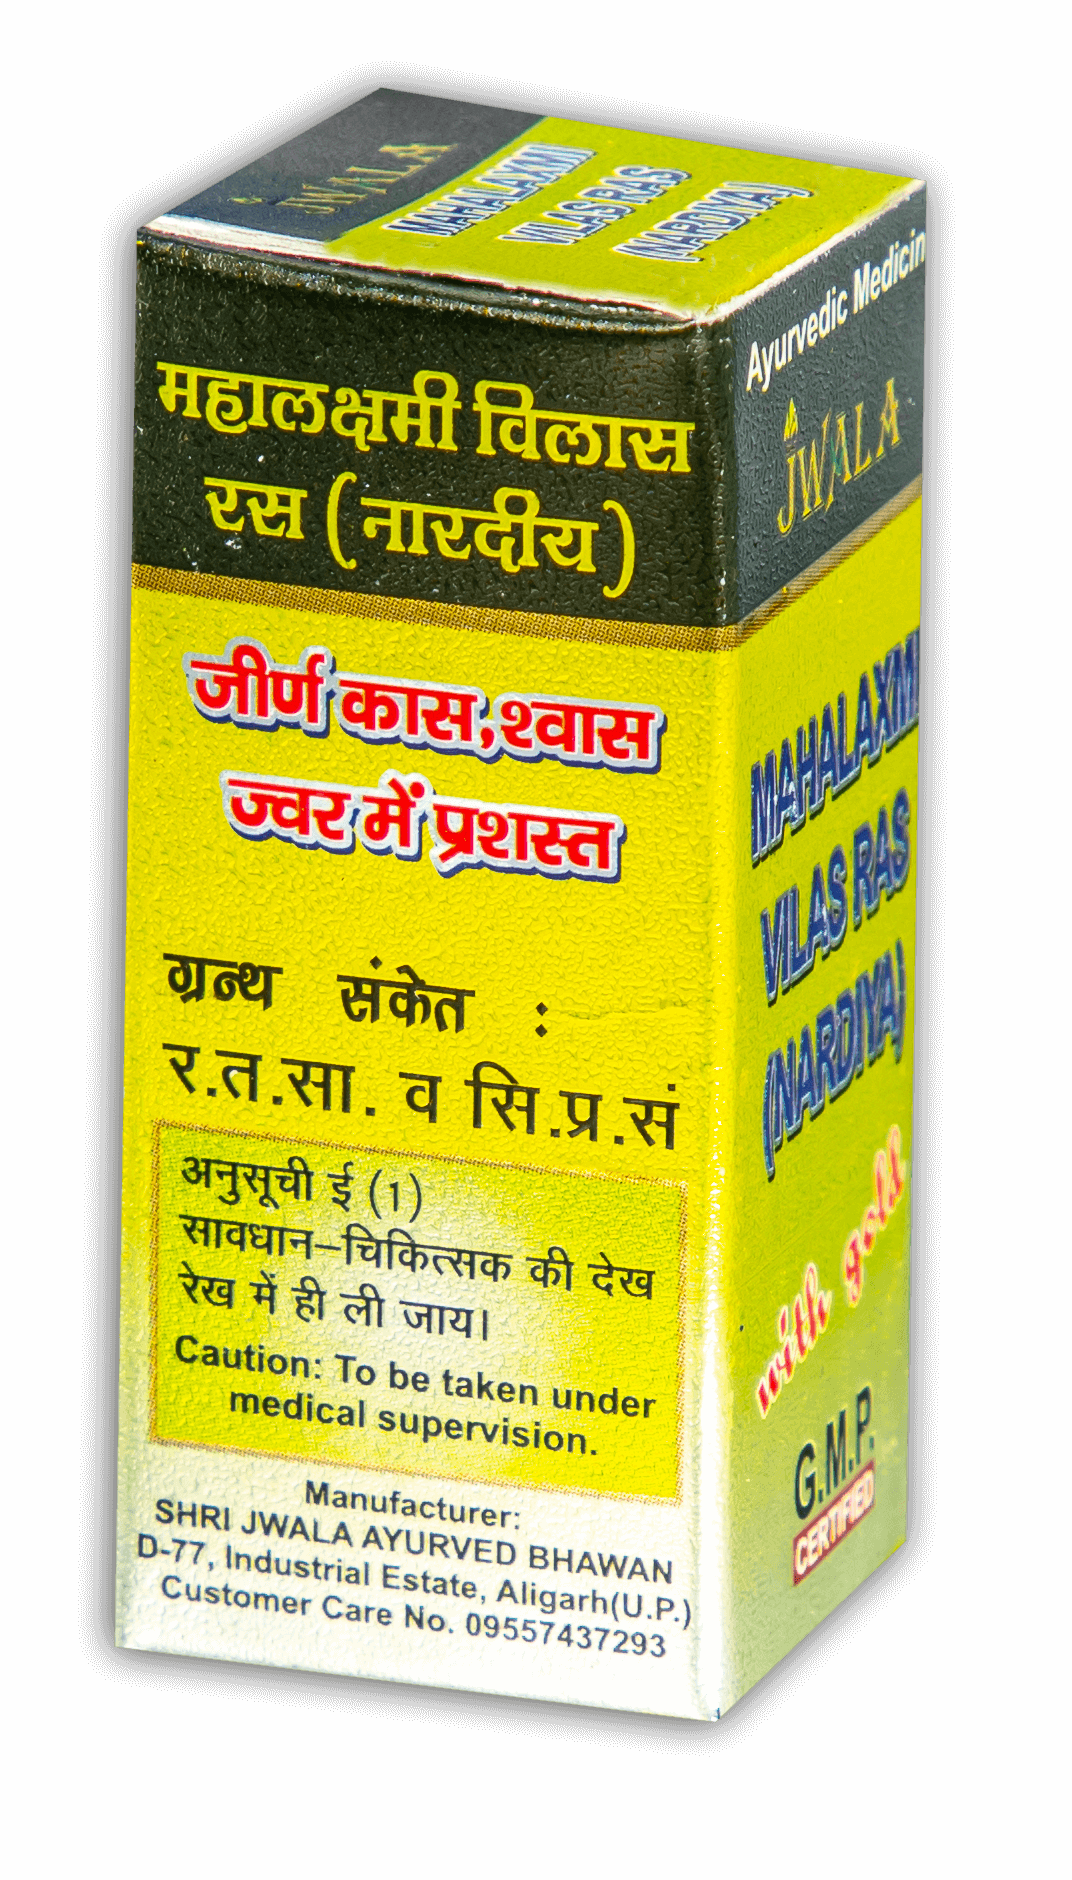 JWALA
MAHALAXMI
VILAS RAS
(NARDIYA)
महालक्ष्मी विलास
रस (नारदीय)
जीर्ण कास,श्वास
ज्वर में प्रशस्त
ग्रन्थ संकेत :
र.त.सा. व सि.प्र.सं
अनुसूची ई (1)
सावधान–चिकित्सक की देख
रेख में ही ली जाय।
Caution: To be taken under
medical supervision.
Manufacturer:
SHRI JWALA AYURVED BHAWAN
D-77, Industrial Estate, Aligarh(U.P.)
Customer Care No. 09557437293
Ayurvedic Medicin
JWALA
MAHALAXMI
VILAS RAS
(NARDIYA)
with gold
G.M.P.
CERTIFIED